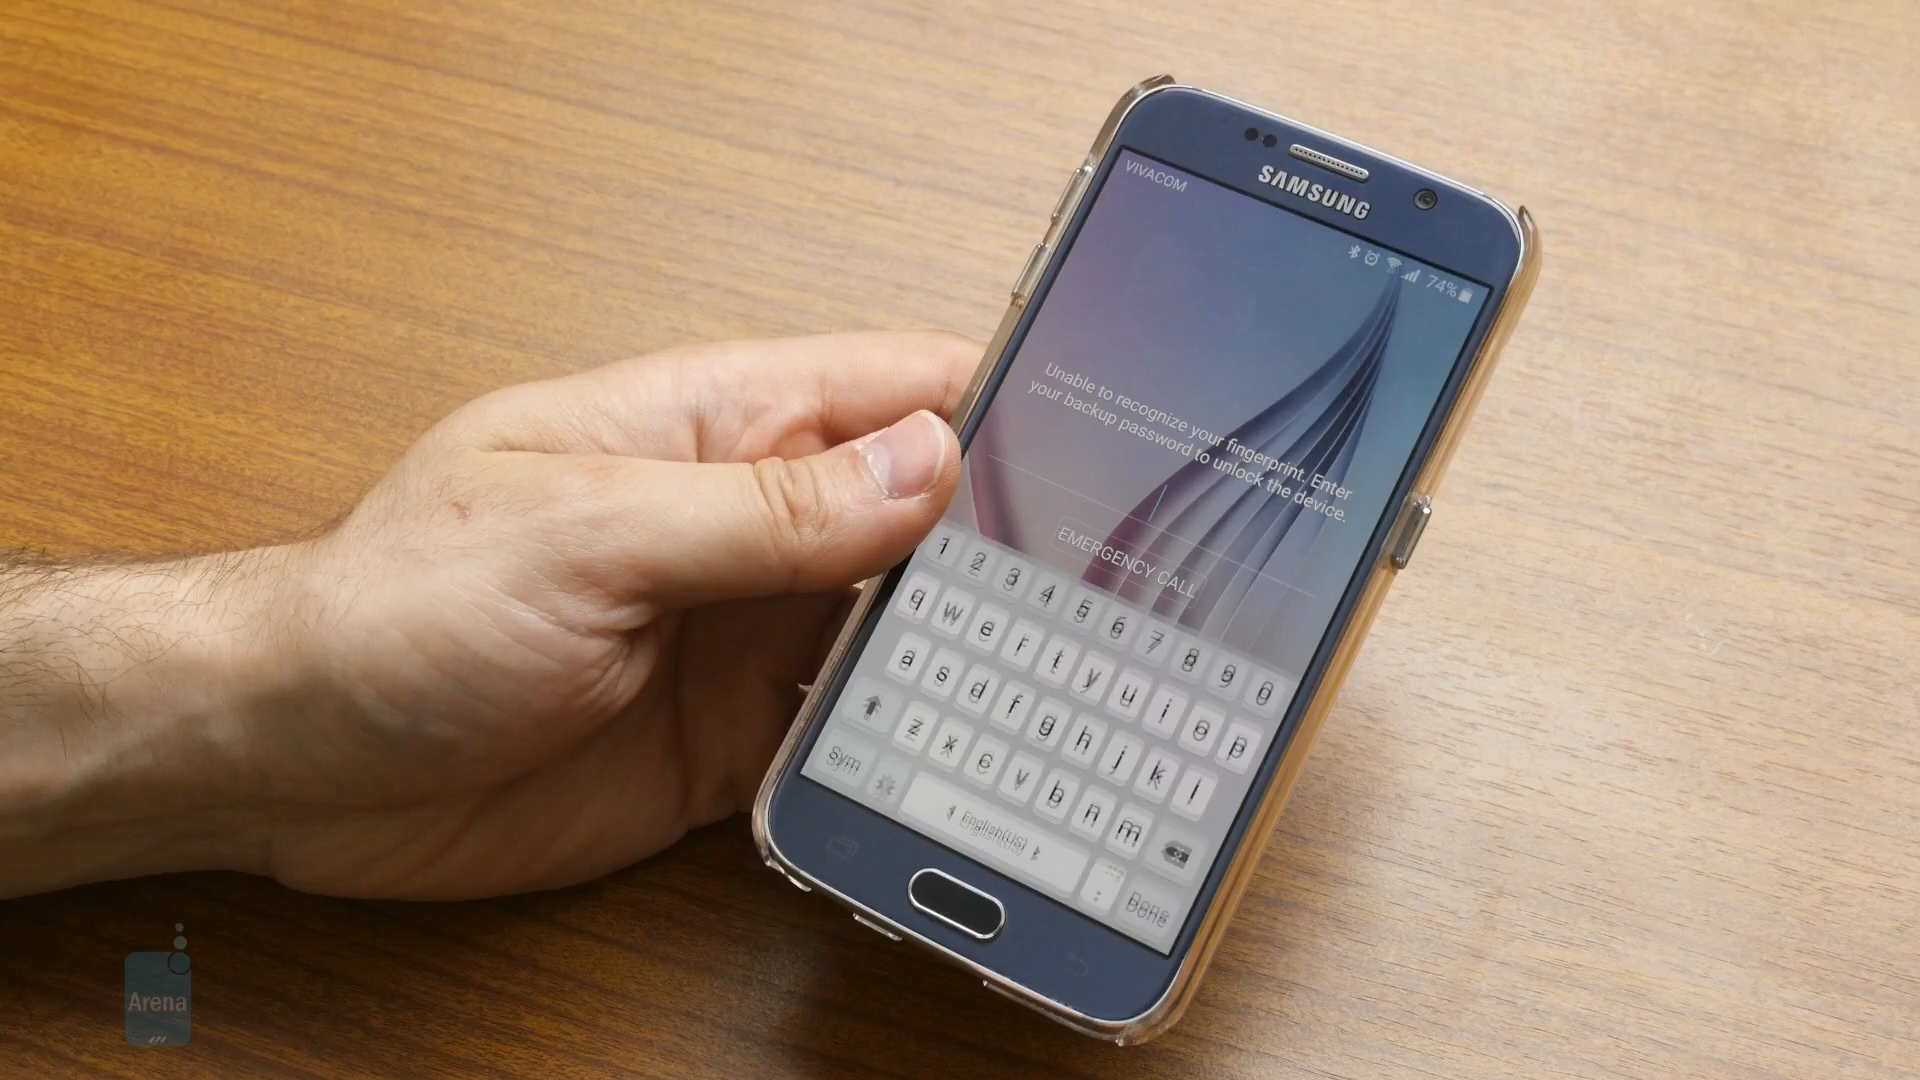 SAMSUNG
VIVACOM
74%
Unable to recognize your fingerprint. Enter
your backup password to unlock the device.
EMERGENCY CALL
1 2 3 4 5 6 7 8 9 0
q w e r t y u i o p
a s d f g h j k l
z x c v b n m
Sym English(US) . Done
Arena